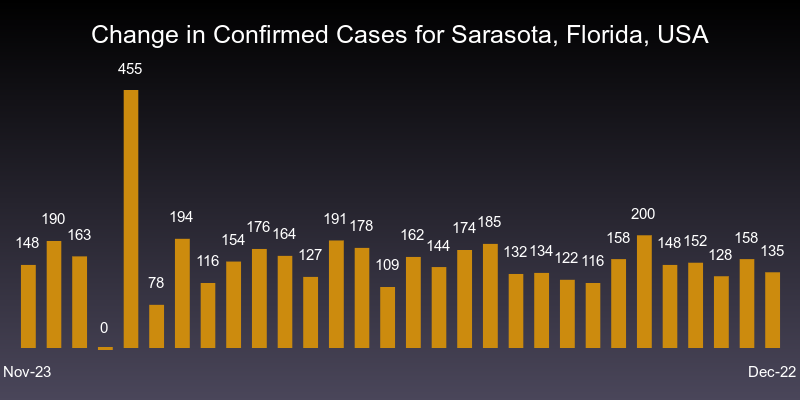 Change in Confirmed Cases for Sarasota, Florida, USA
148 190 163 0 455 78 194 116 154 176 164 127 191 178 109 162 144 174 185 132 134 122 116 158 200 148 152 128 158 135
Nov-23 Dec-22